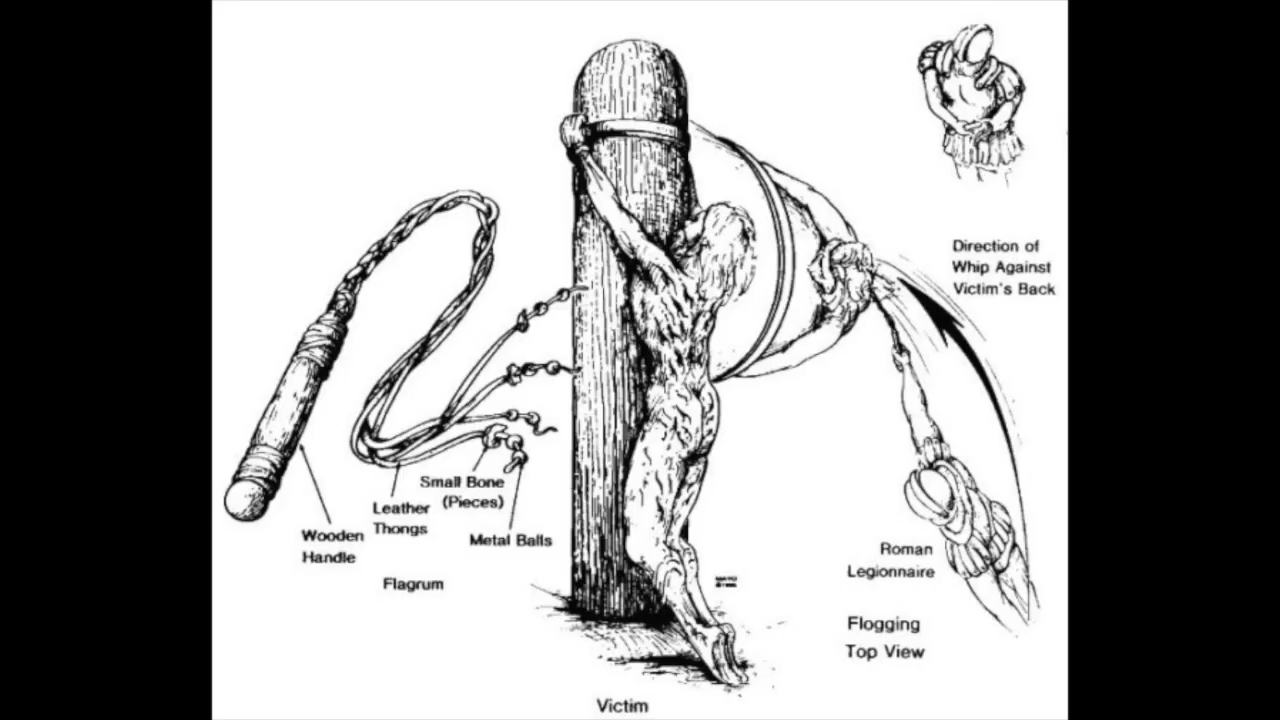 Direction of
Whip Against
Victim's Back
Small Bone
(Pieces)
Leather
Thongs
Wooden
Handle
Metal Balls
Flagrum
Roman
Legionnaire
Flogging
Top View
Victim